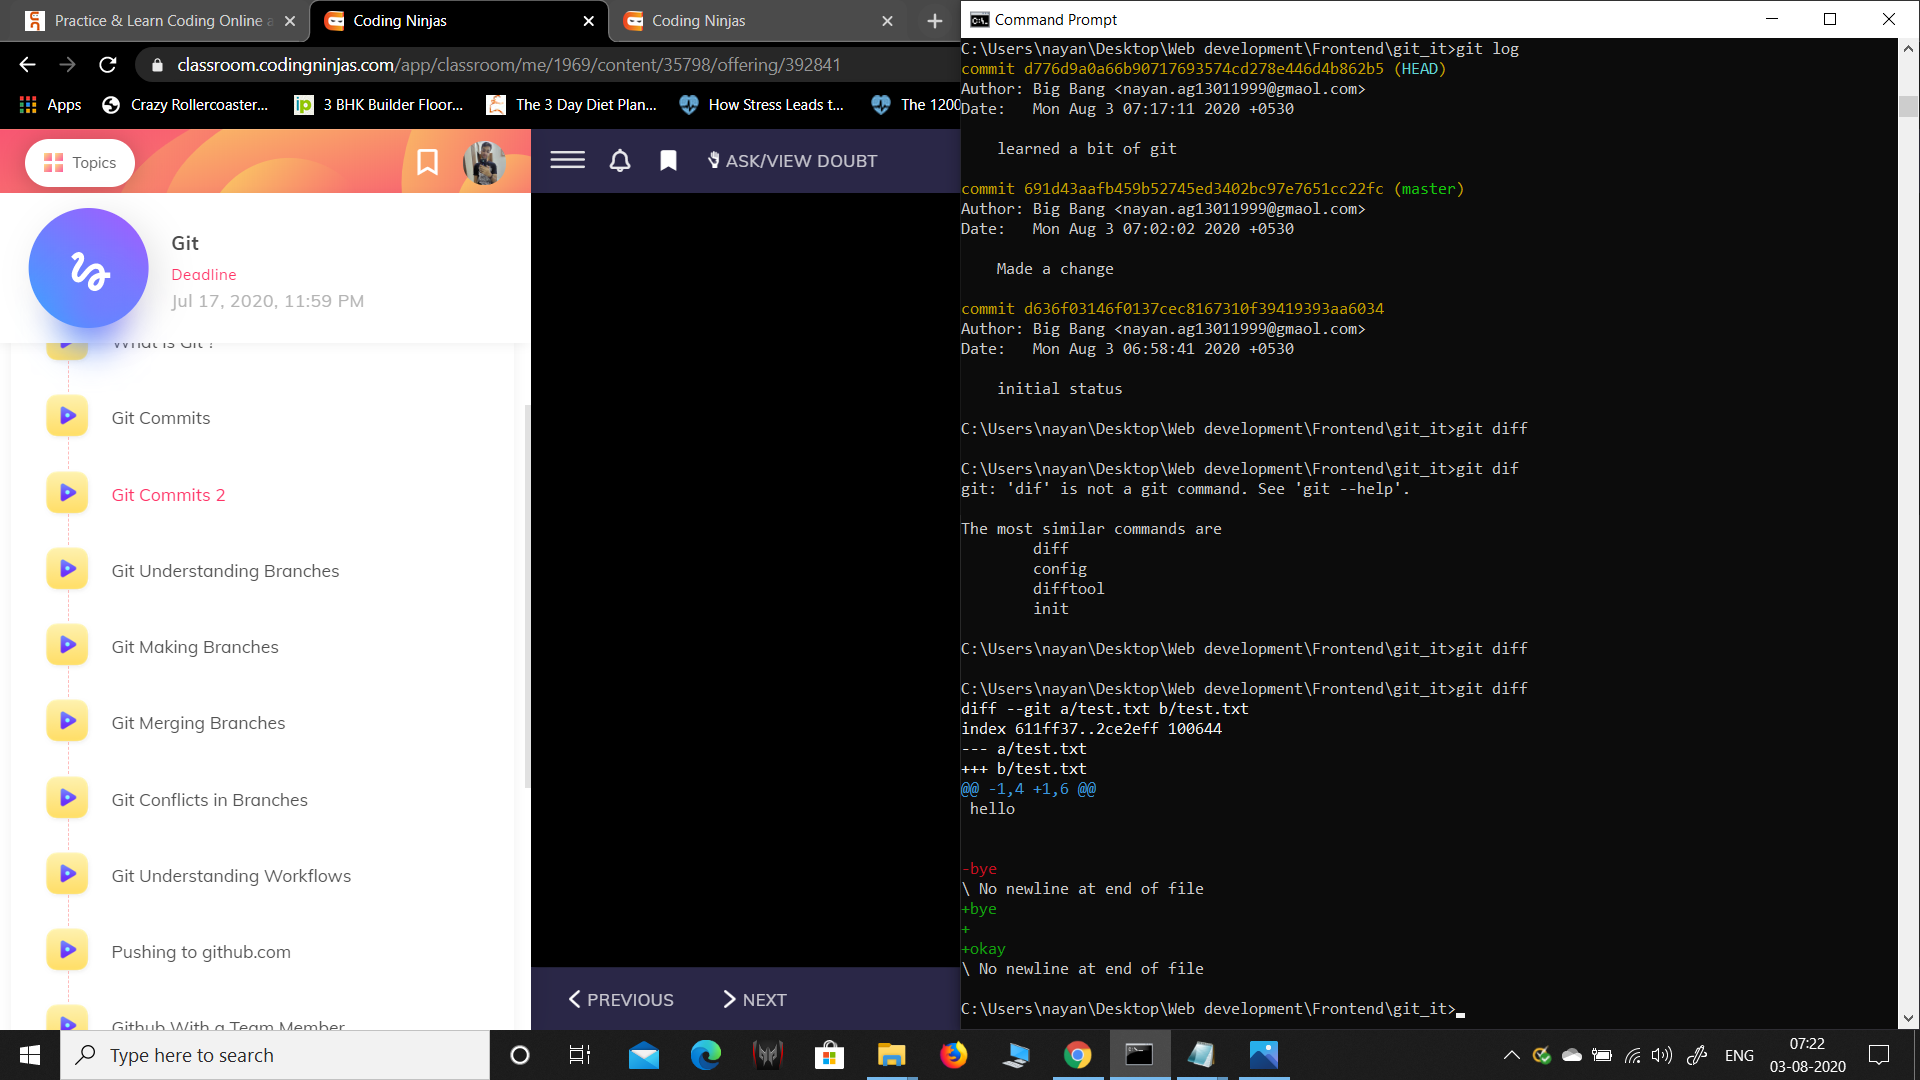 Practice & Learn Coding Online a
Coding Ninjas
Coding Ninjas
classroom.codingninjas.com/app/classroom/me/1969/content/35798/offering/392841
Apps
Crazy Rollercoaster...
3 BHK Builder Floor...
The 3 Day Diet Plan...
How Stress Leads t...
The 1200
Topics
ASK/VIEW DOUBT
Git
Deadline
Jul 17, 2020, 11:59 PM
What is Git ?
Git Commits
Git Commits 2
Git Understanding Branches
Git Making Branches
Git Merging Branches
Git Conflicts in Branches
Git Understanding Workflows
Pushing to github.com
Github With a Team Member
PREVIOUS
NEXT
Command Prompt
C:\Users\nayan\Desktop\Web development\Frontend\git_it>git log
commit d776d9a0a66b90717693574cd278e446d4b862b5 (HEAD)
Author: Big Bang <nayan.ag13011999@gmaol.com>
Date:   Mon Aug 3 07:17:11 2020 +0530
learned a bit of git
commit 691d43aafb459b52745ed3402bc97e7651cc22fc (master)
Author: Big Bang <nayan.ag13011999@gmaol.com>
Date:   Mon Aug 3 07:02:02 2020 +0530
Made a change
commit d636f03146f0137cec8167310f39419393aa6034
Author: Big Bang <nayan.ag13011999@gmaol.com>
Date:   Mon Aug 3 06:58:41 2020 +0530
initial status
C:\Users\nayan\Desktop\Web development\Frontend\git_it>git diff
C:\Users\nayan\Desktop\Web development\Frontend\git_it>git dif
git: 'dif' is not a git command. See 'git --help'.
The most similar commands are
diff
config
difftool
init
C:\Users\nayan\Desktop\Web development\Frontend\git_it>git diff
C:\Users\nayan\Desktop\Web development\Frontend\git_it>git diff
diff --git a/test.txt b/test.txt
index 611ff37..2ce2eff 100644
--- a/test.txt
+++ b/test.txt
@@ -1,4 +1,6 @@
hello
-bye
\ No newline at end of file
+bye
+
+okay
\ No newline at end of file
C:\Users\nayan\Desktop\Web development\Frontend\git_it>
Type here to search
ENG
07:22
03-08-2020